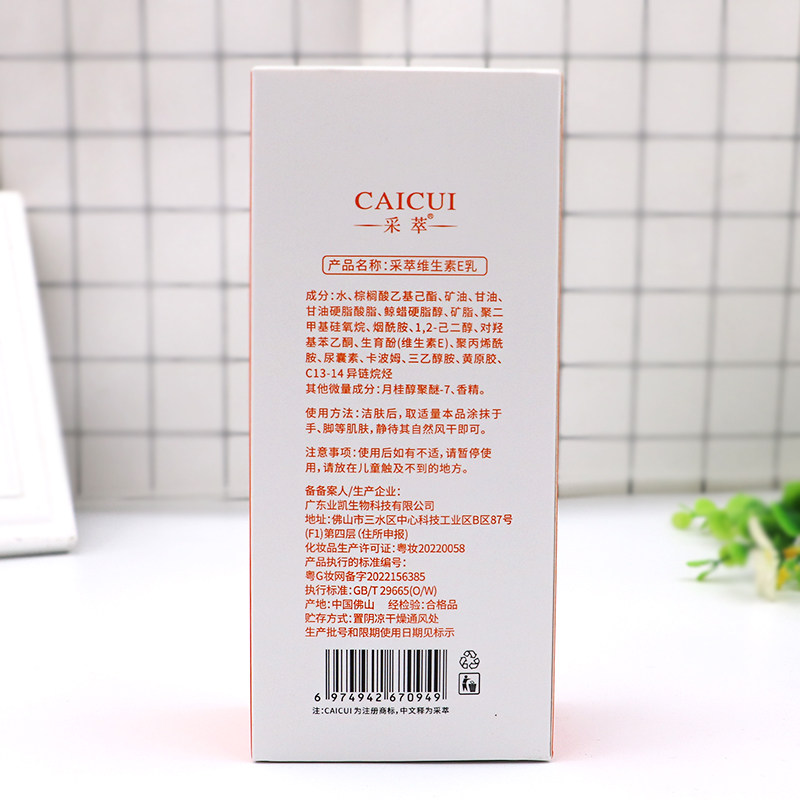 CAICUI
采萃®
产品名称：采萃维生素E乳
成分：水、棕榈酸乙基己酯、矿油、甘油、
甘油硬脂酸脂、鲸蜡硬脂醇、矿脂、聚二
甲基硅氧烷、烟酰胺、1,2-己二醇、对羟
基苯乙酮、生育酚(维生素E)、聚丙烯酰
胺、尿囊素、卡波姆、三乙醇胺、黄原胶、
C13-14 异链烷烃
其他微量成分：月桂醇聚醚-7、香精。
使用方法：洁肤后，取适量本品涂抹于
手、脚等肌肤，静待其自然风干即可。
注意事项：使用后如有不适，请暂停使
用，请放在儿童触及不到的地方。
备备案人/生产企业：
广东业凯生物科技有限公司
地址：佛山市三水区中心科技工业区B区87号
(F1)第四层（住所申报）
化妆品生产许可证：粤妆20220058
产品执行的标准编号：
粤G妆网备字2022156385
执行标准：GB/T 29665(O/W)
产地：中国佛山 经检验：合格品
贮存方式：置阴凉干燥通风处
生产批号和限期使用日期见标示
6 974942 670949
注：CAICUI 为注册商标，中文释为采萃